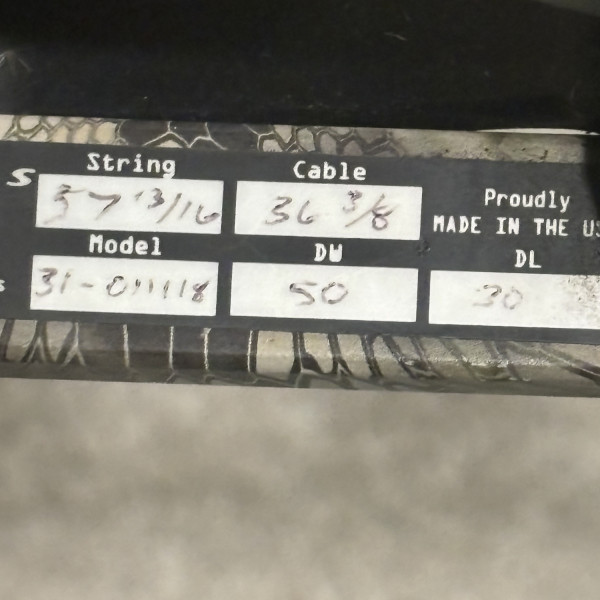 S
String Cable
57 13/16 36 3/8
Proudly
MADE IN THE US
Model DW DL
s 31-011118 50 30